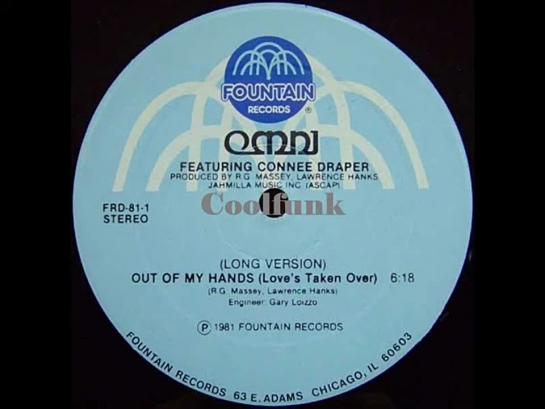 FOUNTAIN
RECORDS ®
OMNI
FEATURING CONNEE DRAPER
PRODUCED BY R.G. MASSEY, LAWRENCE HANKS
JAHMILLA MUSIC INC. (ASCAP)
FRD-81-1
STEREO
Coolfunk
(LONG VERSION)
OUT OF MY HANDS (Love's Taken Over) 6:18
(R.G. Massey, Lawrence Hanks)
Engineer: Gary Loizzo
℗ 1981 FOUNTAIN RECORDS
FOUNTAIN RECORDS 63 E. ADAMS CHICAGO, IL 60603